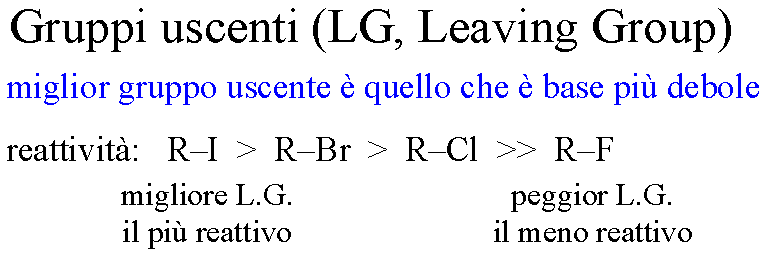 Gruppi uscenti (LG, Leaving Group)
miglior gruppo uscente è quello che è base più debole
reattività: R–I > R–Br > R–Cl >> R–F
migliore L.G. peggior L.G.
il più reattivo il meno reattivo